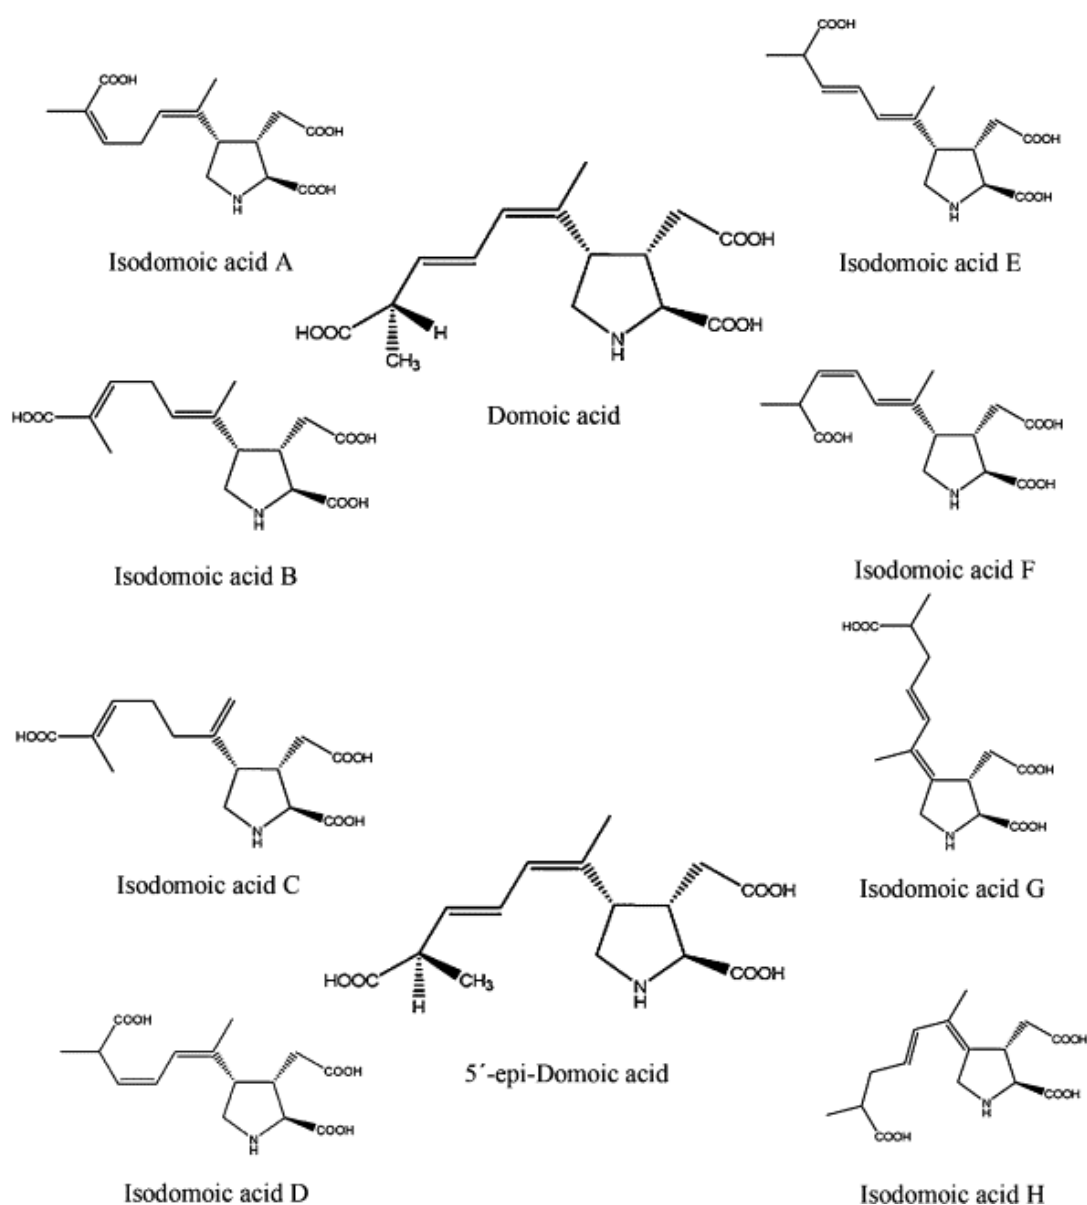 COOH
COOH
COOH
N
H
Isodomoic acid A
COOH
COOH
COOH
N
H
Isodomoic acid E
COOH
COOH
HOOC
H
CH₃
N
H
Domoic acid
HOOC
COOH
COOH
N
H
Isodomoic acid B
COOH
COOH
COOH
N
H
Isodomoic acid F
HOOC
COOH
COOH
N
H
Isodomoic acid C
HOOC
COOH
COOH
N
H
Isodomoic acid G
COOH
COOH
HOOC
CH₃
H
N
H
5´-epi-Domoic acid
COOH
COOH
COOH
N
H
Isodomoic acid D
COOH
COOH
COOH
N
H
Isodomoic acid H